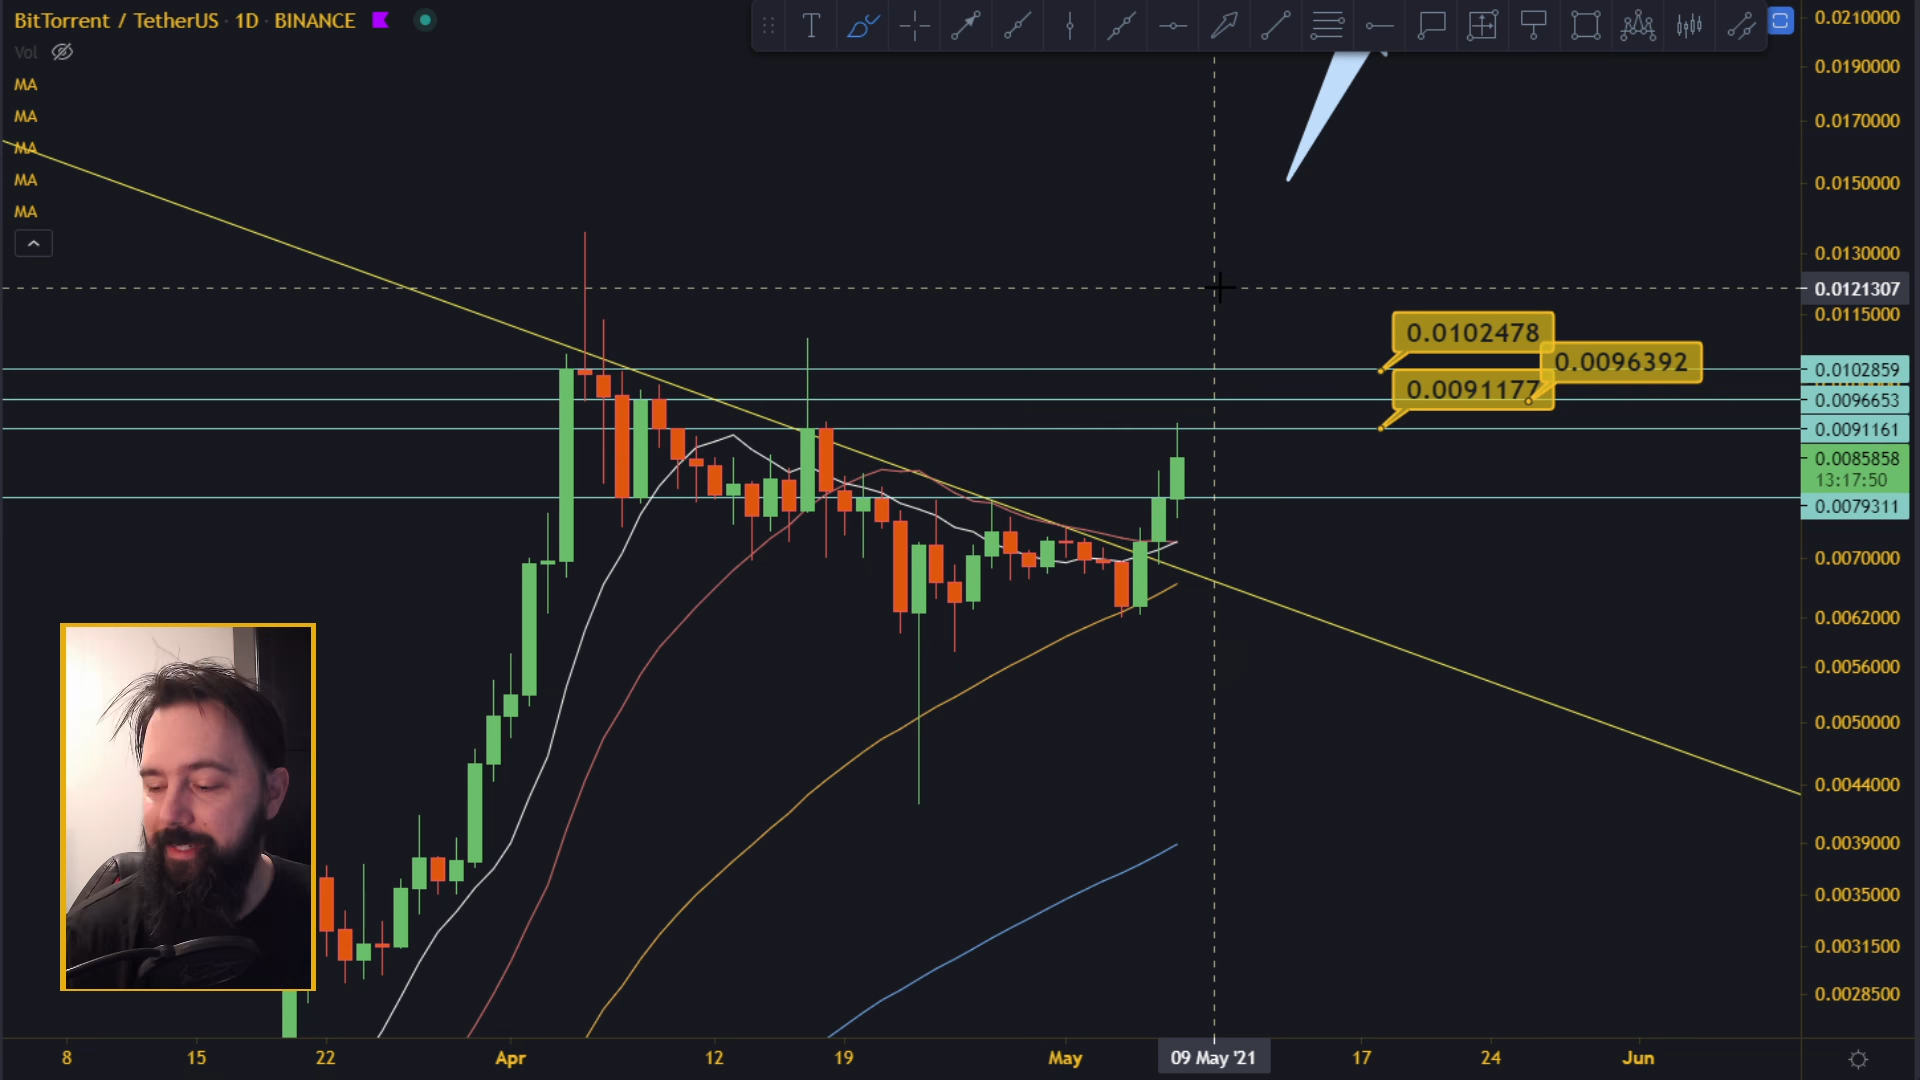 BitTorrent / TetherUS · 1D · BINANCE
Vol
MA
MA
MA
MA
MA
T
0.0210000
0.0190000
0.0170000
0.0150000
0.0130000
0.0121307
0.0115000
0.0102478
0.0096392
0.0091177
0.0102859
0.0096653
0.0091161
0.0085858
13:17:50
0.0079311
0.0070000
0.0062000
0.0056000
0.0050000
0.0044000
0.0039000
0.0035000
0.0031500
0.0028500
8 15 22 Apr 12 19 May 09 May '21 17 24 Jun